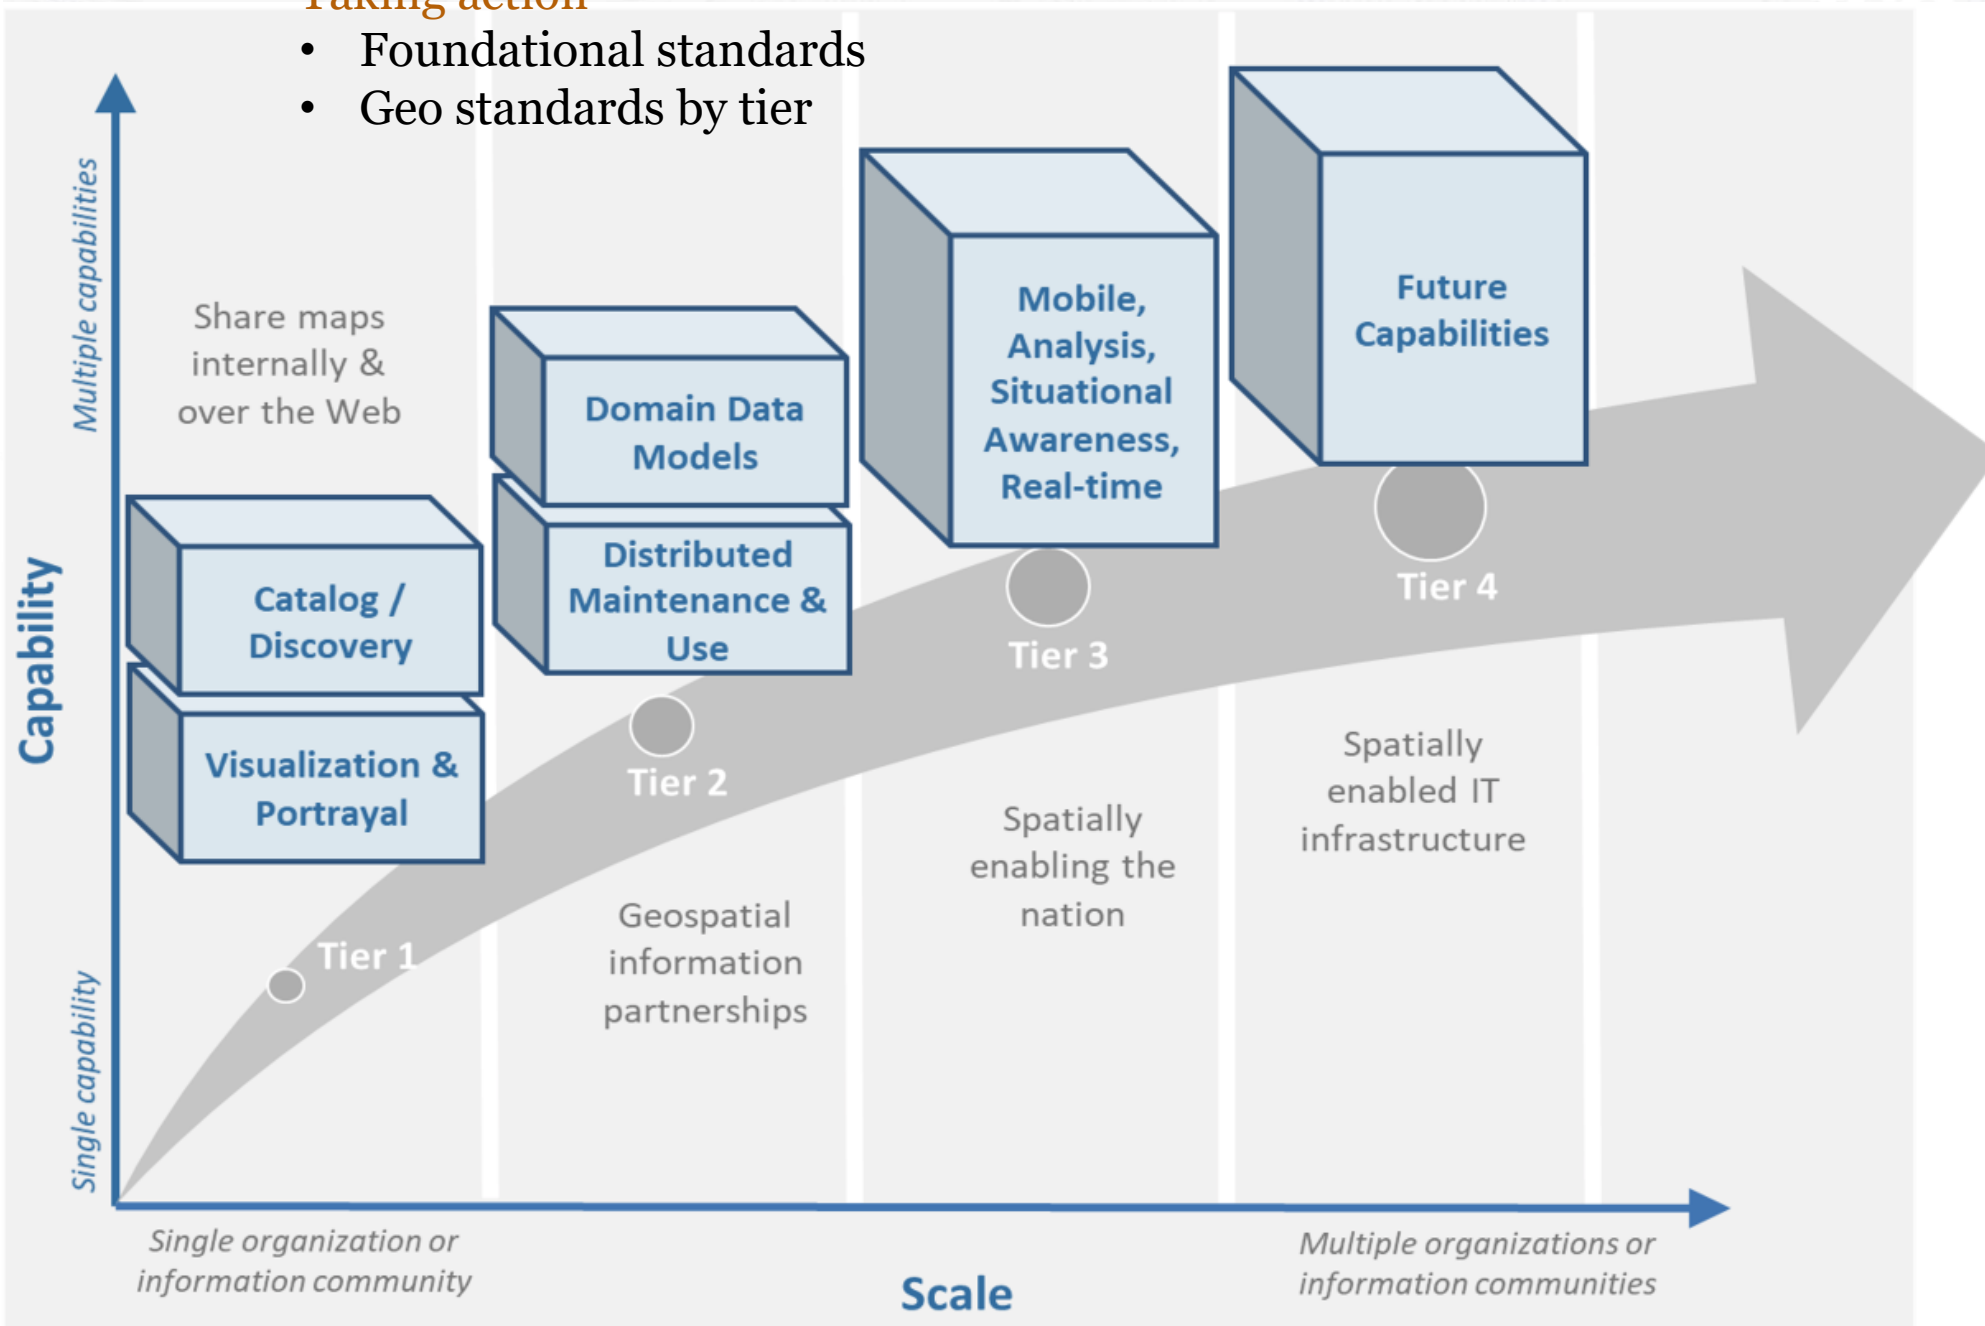 Taking action
• Foundational standards
• Geo standards by tier
Multiple capabilities
Capability
Single capability
Share maps
internally &
over the Web
Catalog /
Discovery
Visualization &
Portrayal
Tier 1
Domain Data
Models
Distributed
Maintenance &
Use
Tier 2
Geospatial
information
partnerships
Mobile,
Analysis,
Situational
Awareness,
Real-time
Tier 3
Spatially
enabling the
nation
Future
Capabilities
Tier 4
Spatially
enabled IT
infrastructure
Single organization or
information community
Scale
Multiple organizations or
information communities